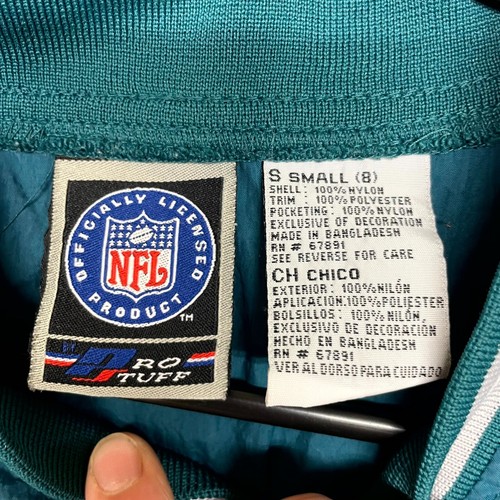 OFFICIALLY LICENSED
NFL
PRODUCT
TM
PRO
TUFF
S SMALL (8)
SHELL: 100% NYLON
TRIM : 100% POLYESTER
POCKETING: 100% NYLON
EXCLUSIVE OF DECORATION
MADE IN BANGLADESH
RN # 67891
SEE REVERSE FOR CARE
CH CHICO
EXTERIOR: 100% NILÓN
APLICACION:100% POLIÉSTER
BOLSILLOS: 100% NILÓN,
EXCLUSIVO DE DECORACIÓN
HECHO EN BANGLADESH
RN # 67891
VER AL DORSO PARA CUIDADO